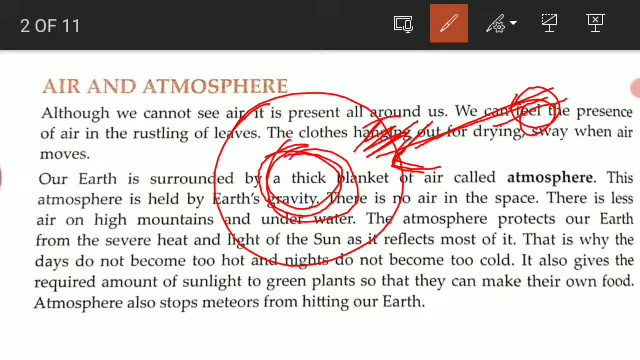 2 OF 11
AIR AND ATMOSPHERE
Although we cannot see air it is present all around us. We can feel the presence
of air in the rustling of leaves. The clothes hanging out for drying, sway when air
moves.
Our Earth is surrounded by a thick blanket of air called atmosphere. This
atmosphere is held by Earth's gravity. There is no air in the space. There is less
air on high mountains and under water. The atmosphere protects our Earth
from the severe heat and light of the Sun as it reflects most of it. That is why the
days do not become too hot and nights do not become too cold. It also gives the
required amount of sunlight to green plants so that they can make their own food.
Atmosphere also stops meteors from hitting our Earth.